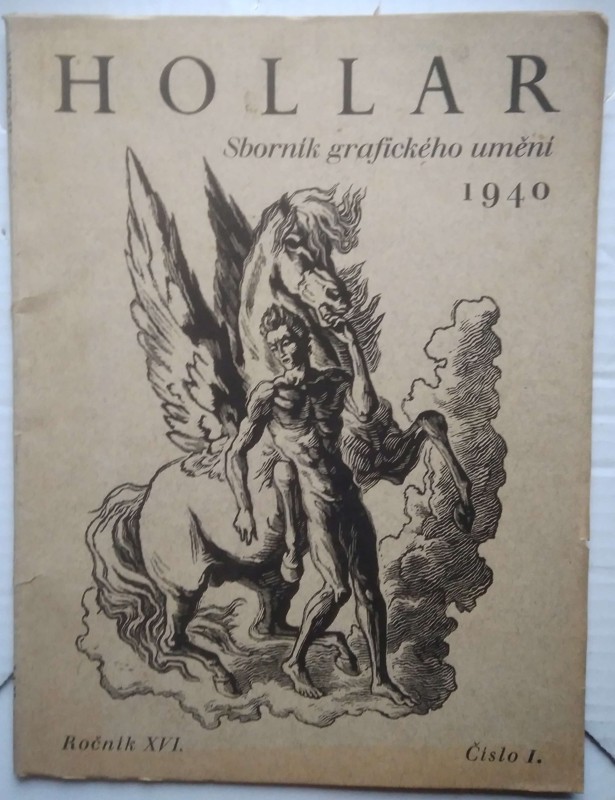 HOLLAR
Sborník grafického umění
1940
Ročník XVI.
Číslo I.